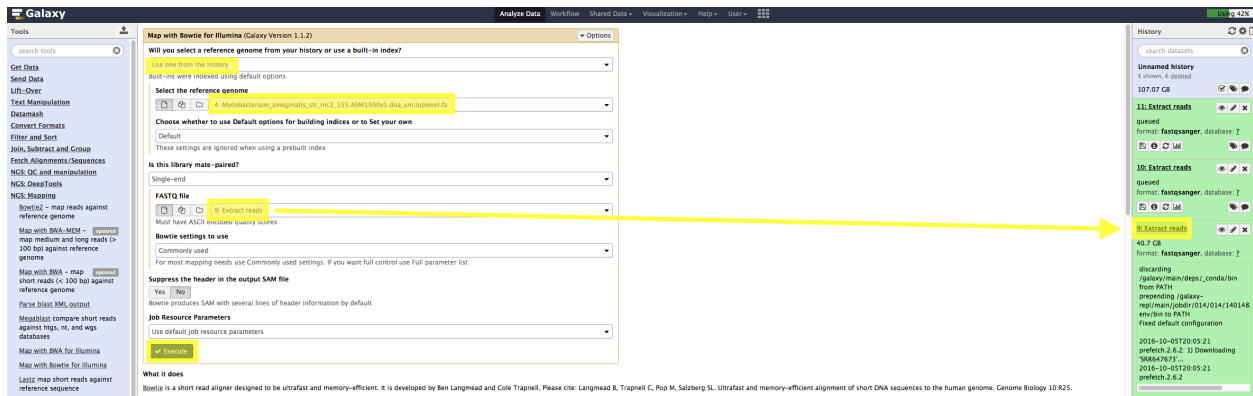 Galaxy
Analyze Data Workflow Shared Data Visualization Help User
Using 42%
Tools
search tools
Get Data
Send Data
Lift-Over
Text Manipulation
Datamash
Convert Formats
Filter and Sort
Join, Subtract and Group
Fetch Alignments/Sequences
NGS: QC and manipulation
NGS: DeepTools
NGS: Mapping
Bowtie2 – map reads against
reference genome
Map with BWA-MEM – updated
map medium and long reads (>
100 bp) against reference
genome
Map with BWA – map updated
short reads (< 100 bp) against
reference genome
Parse blast XML output
Megablast compare short reads
against htgs, nt, and wgs
databases
Map with BWA for Illumina
Map with Bowtie for Illumina
Lastz map short reads against
reference sequence
Map with Bowtie for Illumina (Galaxy Version 1.1.2)
Options
Will you select a reference genome from your history or use a built-in index?
Use one from the history
Built-ins were indexed using default options
Select the reference genome
4: Mycobacterium_smegmatis_str_mc2_155.ASM1500v1.dna_sm.toplevel.fa
Choose whether to use Default options for building indices or to Set your own
Default
These settings are ignored when using a prebuilt index
Is this library mate-paired?
Single-end
FASTQ file
9: Extract reads
Must have ASCII encoded quality scores
Bowtie settings to use
Commonly used
For most mapping needs use Commonly used settings. If you want full control use Full parameter list
Suppress the header in the output SAM file
Yes No
Bowtie produces SAM with several lines of header information by default
Job Resource Parameters
Use default job resource parameters
Execute
What it does
Bowtie is a short read aligner designed to be ultrafast and memory-efficient. It is developed by Ben Langmead and Cole Trapnell. Please cite: Langmead B, Trapnell C, Pop M, Salzberg SL. Ultrafast and memory-efficient alignment of short DNA sequences to the human genome. Genome Biology 10:R25.
History
search datasets
Unnamed history
5 shown, 6 deleted
107.07 GB
11: Extract reads
queued
format: fastqsanger, database: ?
10: Extract reads
queued
format: fastqsanger, database: ?
9: Extract reads
40.7 GB
format: fastqsanger, database: ?
discarding
/galaxy/main/deps/_conda/bin
from PATH
prepending /galaxy-
repl/main/jobdir/014/014/140148
env/bin to PATH
Fixed default configuration
2016-10-05T20:05:21
prefetch.2.6.2: 1) Downloading
'SRR647673'...
2016-10-05T20:05:21
prefetch.2.6.2